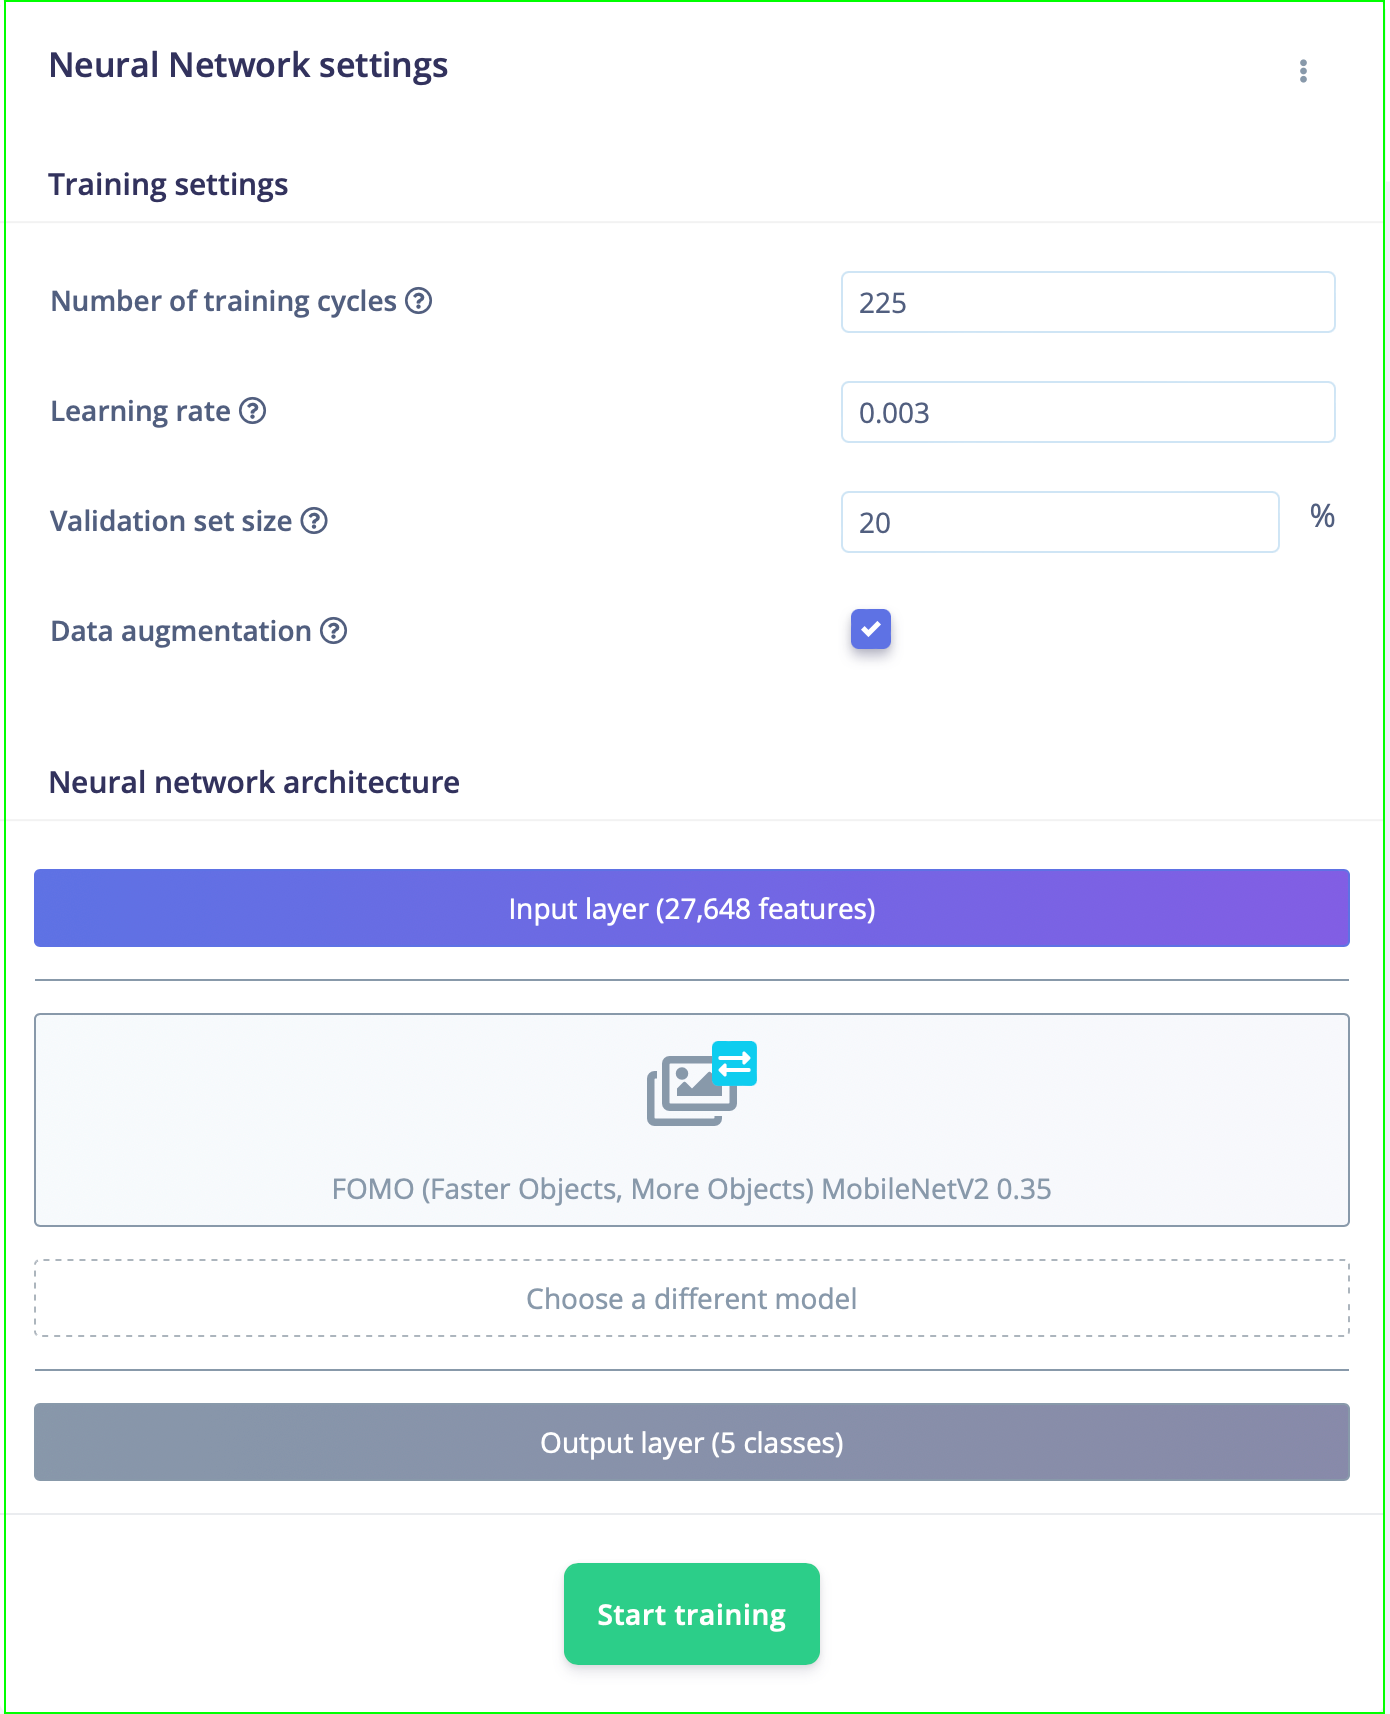 Neural Network settings
Training settings
Number of training cycles
225
Learning rate
0.003
Validation set size
20
%
Data augmentation
Neural network architecture
Input layer (27,648 features)
FOMO (Faster Objects, More Objects) MobileNetV2 0.35
Choose a different model
Output layer (5 classes)
Start training